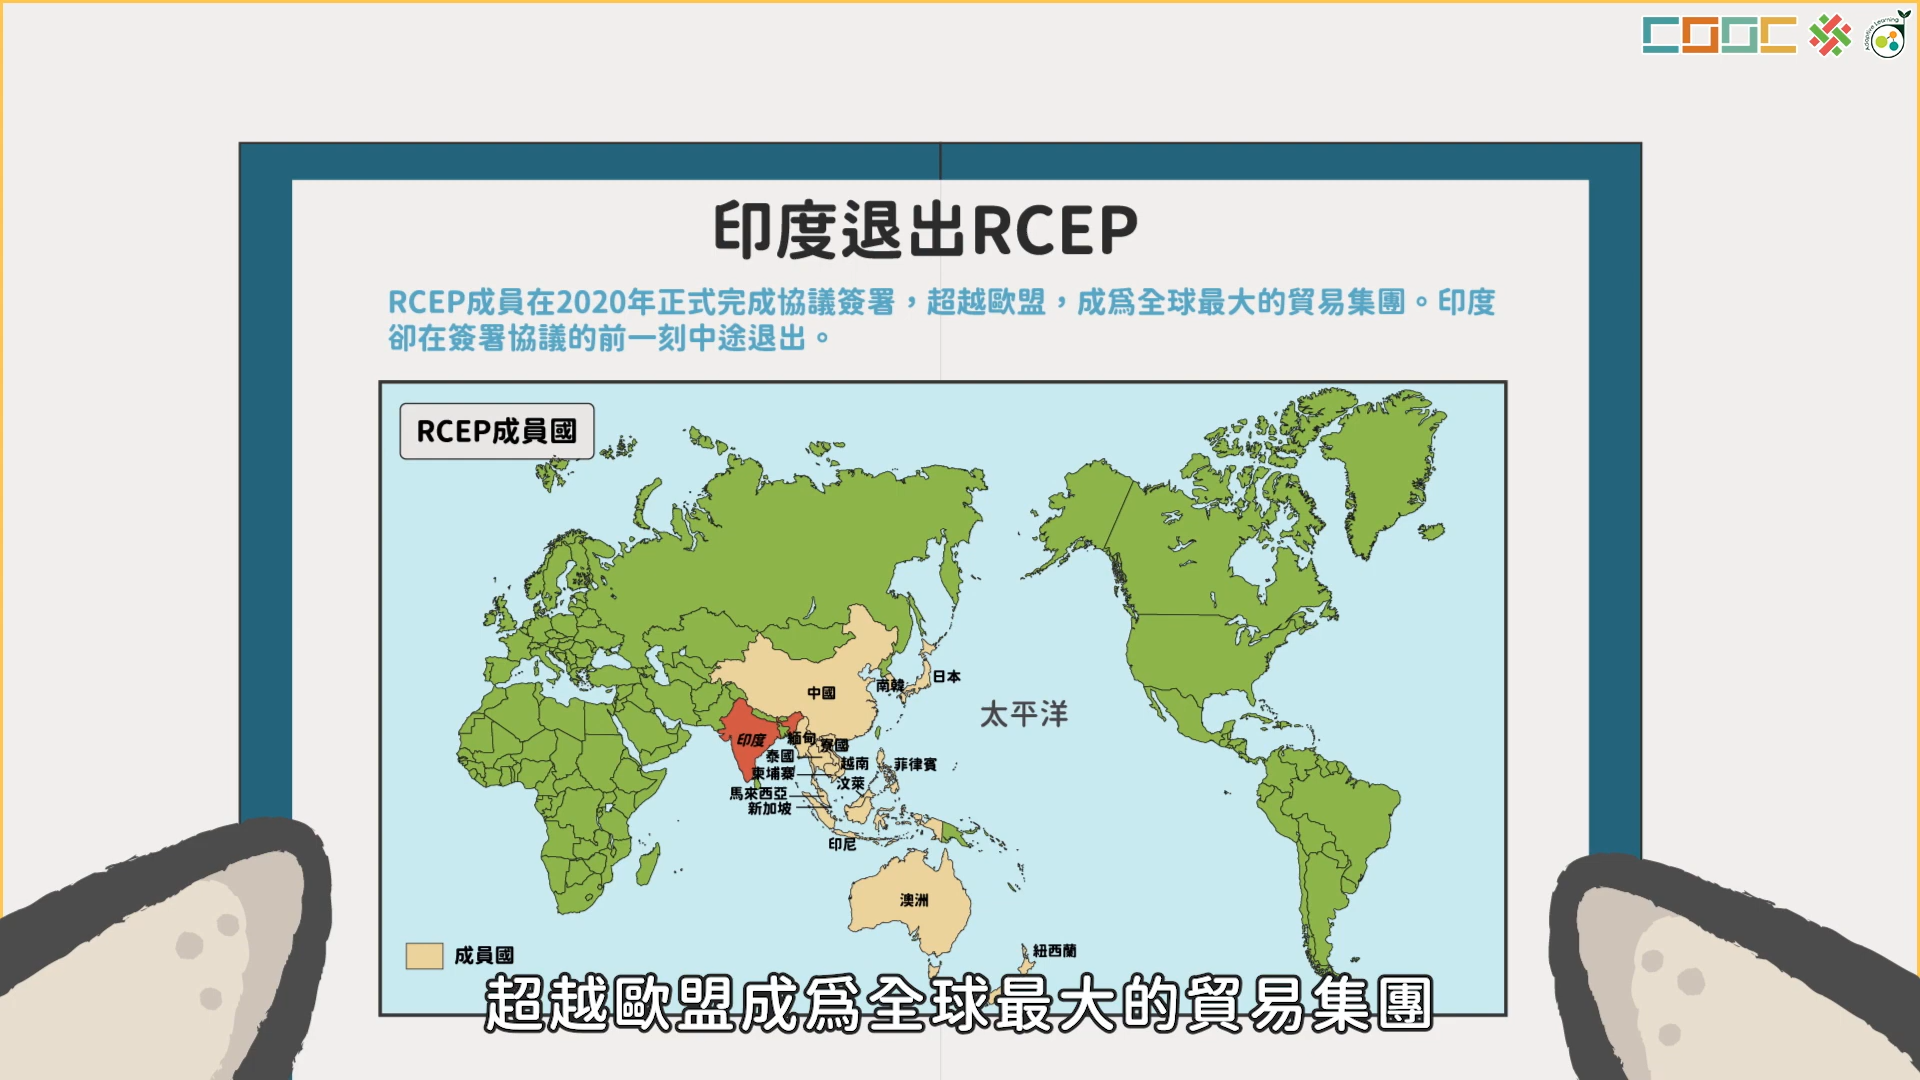 COOC
Adaptive Learning
印度退出RCEP
RCEP成員在2020年正式完成協議簽署，超越歐盟，成爲全球最大的貿易集團。印度
卻在簽署協議的前一刻中途退出。
RCEP成員國
日本
南韓
中國
太平洋
印度
緬甸
寮國
泰國
越南
菲律賓
柬埔寨
汶萊
馬來西亞
新加坡
印尼
澳洲
紐西蘭
成員國
超越歐盟成爲全球最大的貿易集團